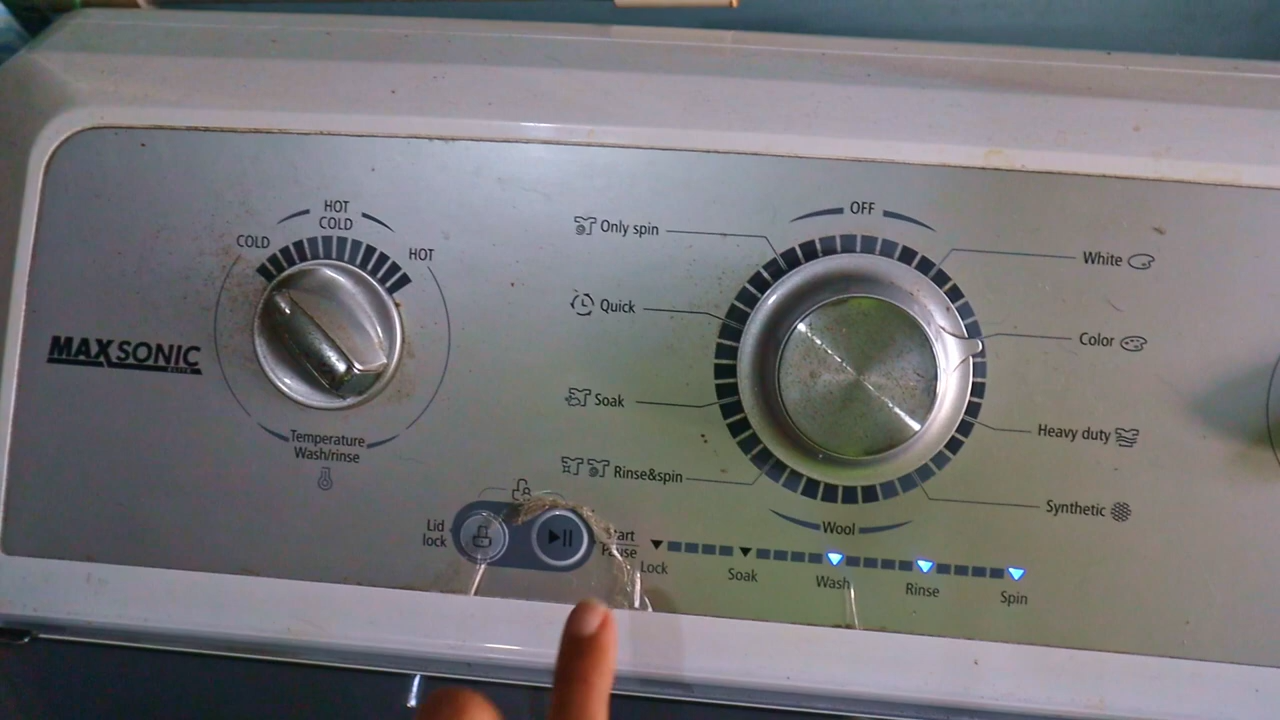 HOT
COLD
COLD
HOT
MAXSONIC
Temperature
Wash/rinse
OFF
Only spin
Quick
Soak
Rinse&spin
White
Color
Heavy duty
Synthetic
Wool
Lid
lock
Start
Pause
Lock
Soak
Wash
Rinse
Spin